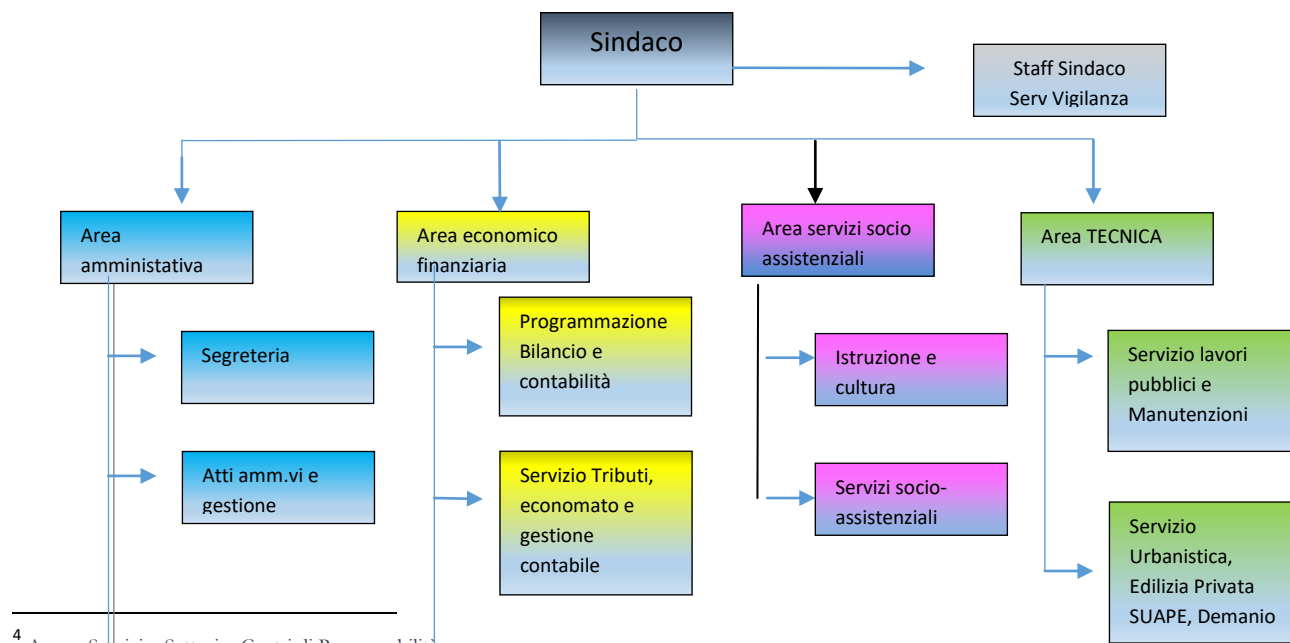 Sindaco
Staff Sindaco
Serv Vigilanza
Area
amministativa
Area economico
finanziaria
Area servizi socio
assistenziali
Area TECNICA
Segreteria
Atti amm.vi e
gestione
Programmazione
Bilancio e
contabilità
Servizio Tributi,
economato e
gestione
contabile
Istruzione e
cultura
Servizi socio-
assistenziali
Servizio lavori
pubblici e
Manutenzioni
Servizio
Urbanistica,
Edilizia Privata
SUAPE, Demanio
4